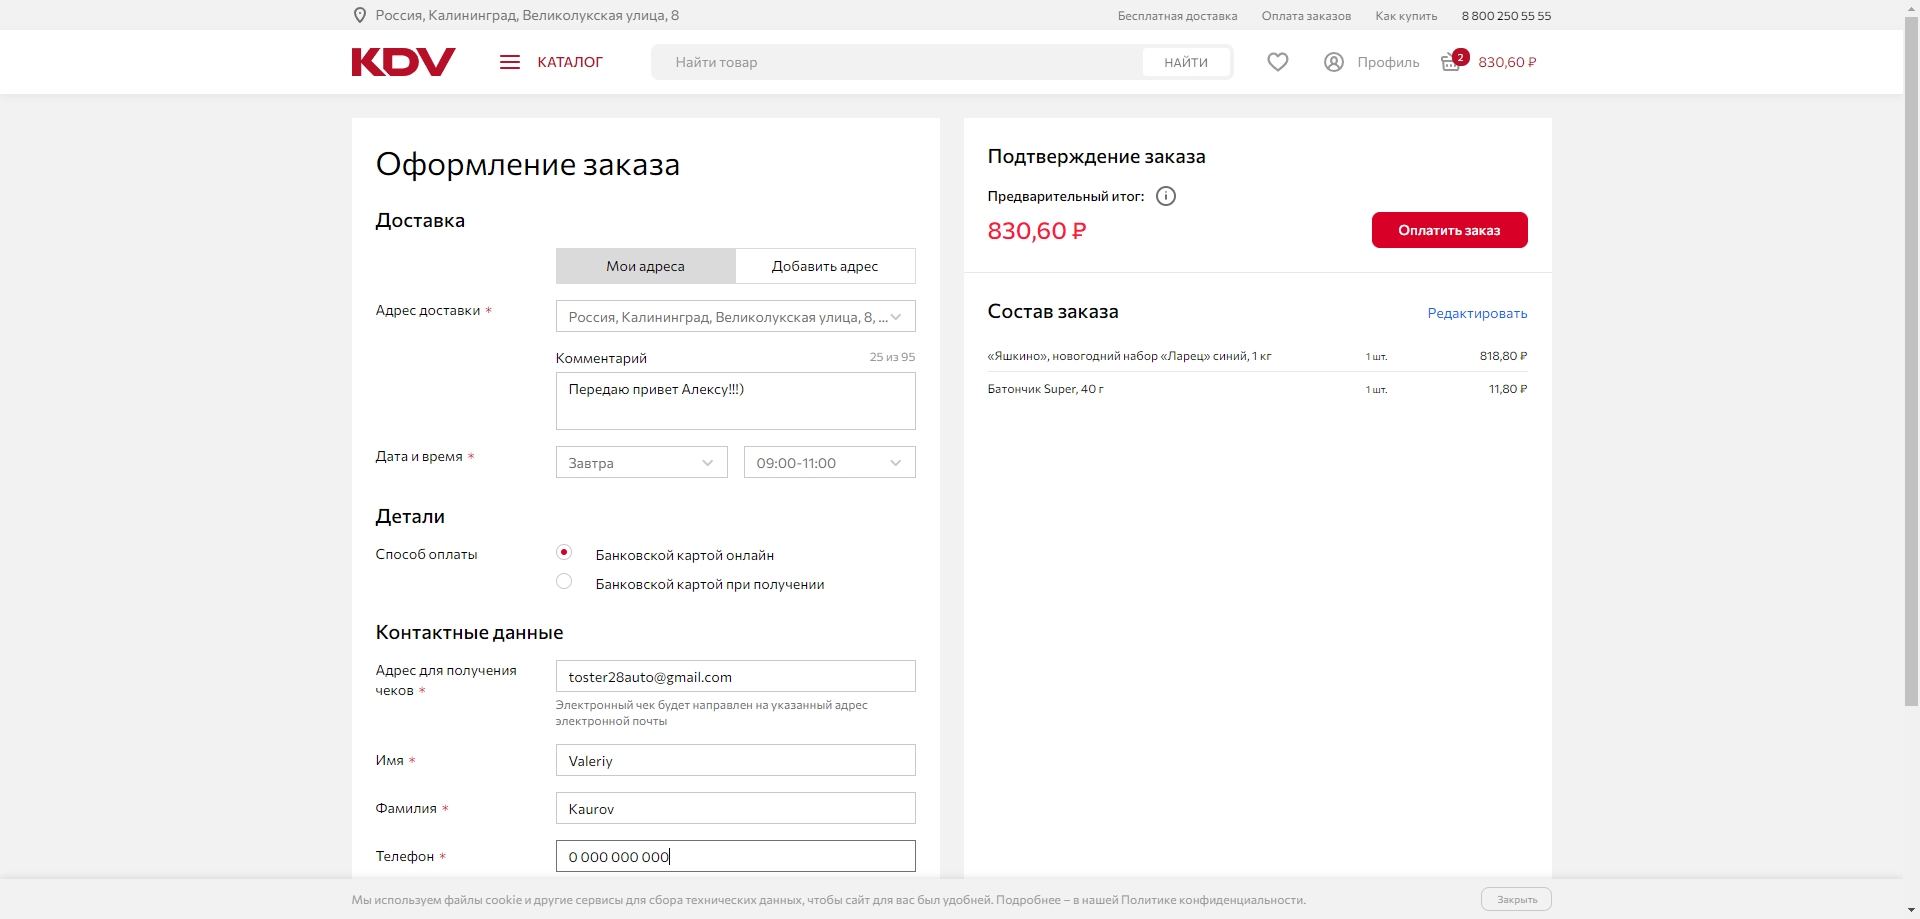 Россия, Калининград, Великолукская улица, 8
Бесплатная доставка
Оплата заказов
Как купить
8 800 250 55 55
KDV
КАТАЛОГ
Найти товар
НАЙТИ
Профиль
2
830,60 ₽
Оформление заказа
Доставка
Мои адреса
Добавить адрес
Адрес доставки *
Россия, Калининград, Великолукская улица, 8, ...
Комментарий
25 из 95
Передаю привет Алексу!!!)
Дата и время *
Завтра
09:00-11:00
Детали
Способ оплаты
Банковской картой онлайн
Банковской картой при получении
Контактные данные
Адрес для получения
чеков *
toster28auto@gmail.com
Электронный чек будет направлен на указанный адрес
электронной почты
Имя *
Valeriy
Фамилия *
Kaurov
Телефон *
0 000 000 000
Подтверждение заказа
Предварительный итог:
830,60 ₽
Оплатить заказ
Состав заказа
Редактировать
«Яшкино», новогодний набор «Ларец» синий, 1 кг
1 шт.
818,80 ₽
Батончик Super, 40 г
1 шт.
11,80 ₽
Мы используем файлы cookie и другие сервисы для сбора технических данных, чтобы сайт для вас был удобней. Подробнее – в нашей Политике конфиденциальности.
Закрыть